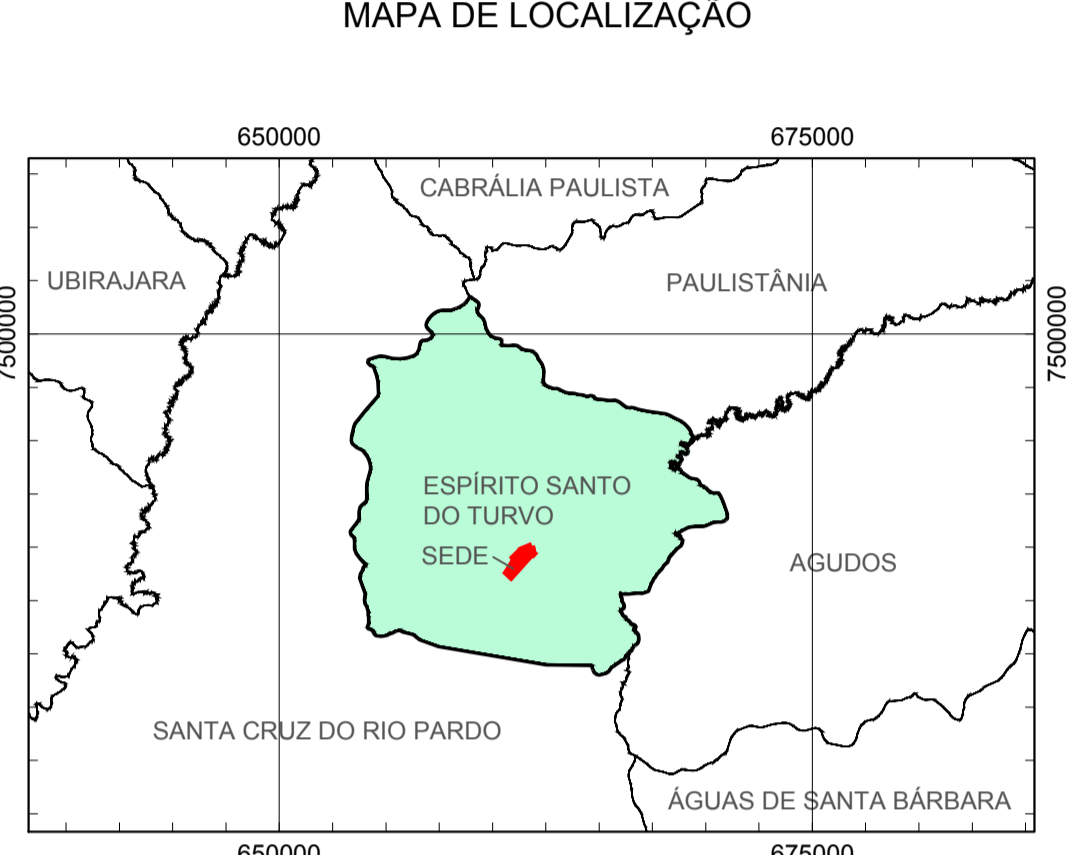 MAPA DE LOCALIZAÇÃO
650000
675000
CABRÁLIA PAULISTA
UBIRAJARA
PAULISTÂNIA
7500000
7500000
ESPÍRITO SANTO
DO TURVO
SEDE
AGUDOS
SANTA CRUZ DO RIO PARDO
ÁGUAS DE SANTA BÁRBARA
650000
675000